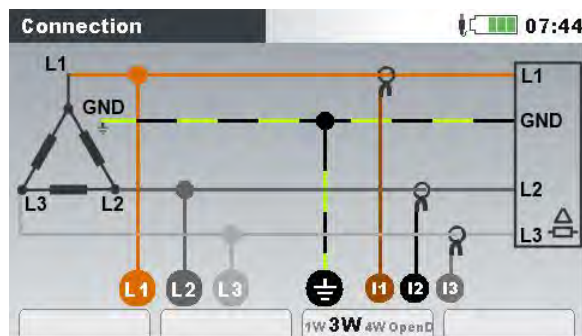 Connection 07:44
L1 L1
GND GND
L3 L2 L2
L3
L1 L2 L3 I1 I2 I3
1W 3W 4W OpenD